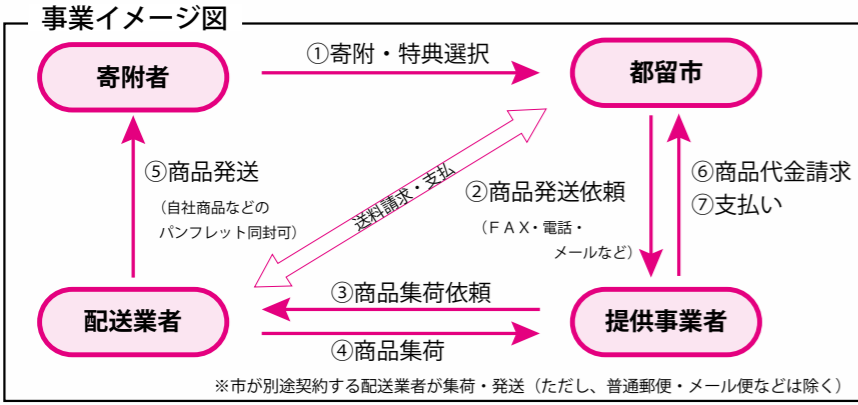 事業イメージ図
寄附者
①寄附・特典選択
都留市
⑤商品発送
（自社商品などの
パンフレット同封可）
送料請求・支払
②商品発送依頼
（ＦＡＸ・電話・
メールなど）
⑥商品代金請求
⑦支払い
配送業者
③商品集荷依頼
④商品集荷
提供事業者
※市が別途契約する配送業者が集荷・発送（ただし、普通郵便・メール便などは除く）